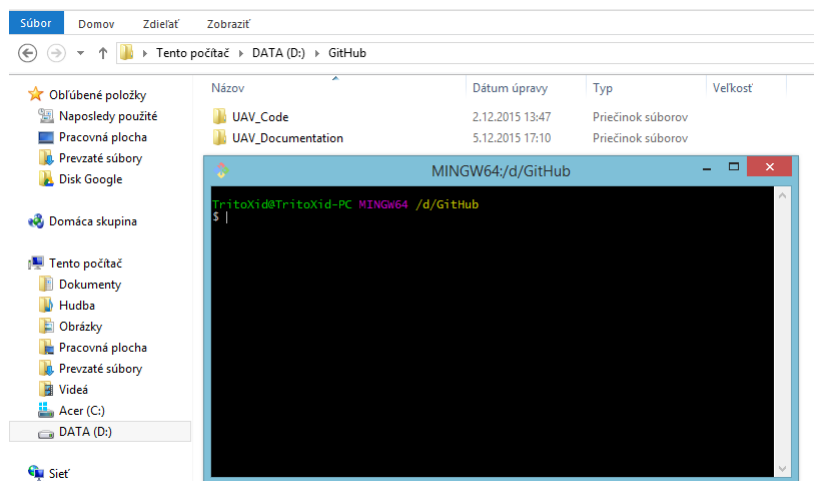 Súbor Domov Zdieľať Zobraziť
Tento počítač DATA (D:) GitHub
Názov Dátum úpravy Typ Veľkosť
UAV_Code 2.12.2015 13:47 Priečinok súborov
UAV_Documentation 5.12.2015 17:10 Priečinok súborov
Obľúbené položky
Naposledy použité
Pracovná plocha
Prevzaté súbory
Disk Google
Domáca skupina
Tento počítač
Dokumenty
Hudba
Obrázky
Pracovná plocha
Prevzaté súbory
Videá
Acer (C:)
DATA (D:)
Sieť
MINGW64:/d/GitHub
TritoXid@TritoXid-PC MINGW64 /d/GitHub
$